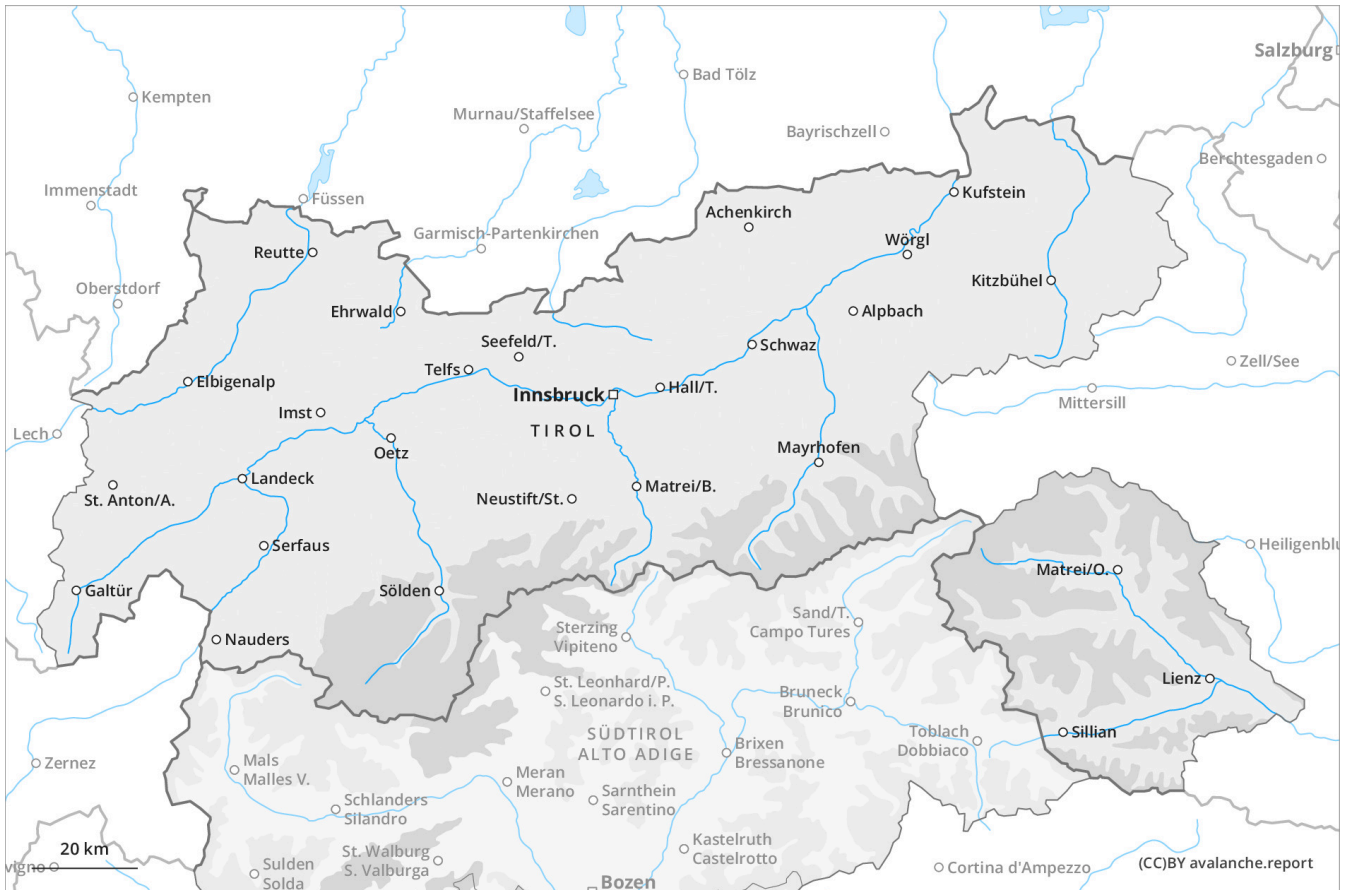 Salzburg
Bad Tölz
Kempten
Murnau/Staffelsee
Bayrischzell
Berchtesgaden
Immenstadt
Füssen
Kufstein
Achenkirch
Garmisch-Partenkirchen
Wörgl
Reutte
Kitzbühel
Oberstdorf
Ehrwald
Alpbach
Seefeld/T.
Schwaz
Zell/See
Telfs
Elbigenalp
Innsbruck
Hall/T.
Mittersill
Imst
TIROL
Lech
Oetz
Mayrhofen
Landeck
Matrei/B.
St. Anton/A.
Neustift/St.
Serfaus
Heiligenblu
Matrei/O.
Galtür
Sölden
Sand/T.
Campo Tures
Sterzing
Vipiteno
Nauders
Lienz
St. Leonhard/P.
S. Leonardo i. P.
Bruneck
Brunico
SÜDTIROL
ALTO ADIGE
Toblach
Dobbiaco
Sillian
Brixen
Bressanone
Zernez
Mals
Malles V.
Meran
Merano
Sarnthein
Sarentino
Schlanders
Silandro
Kastelruth
Castelrotto
20 km
St. Walburg
S. Valburga
vigno
Sulden
Solda
Cortina d'Ampezzo
(CC)BY avalanche.report
Bozen